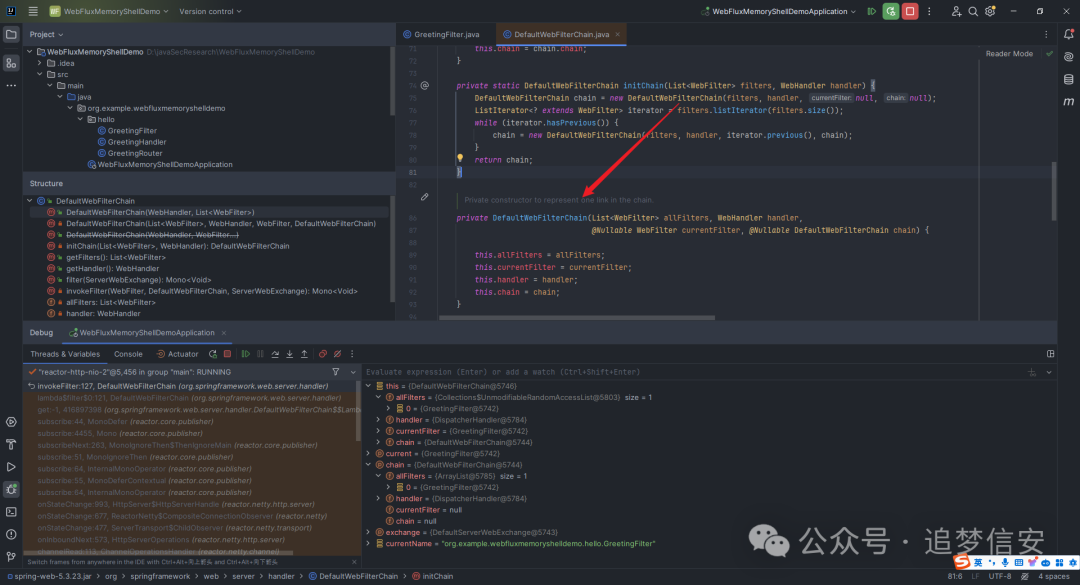 WF WebFluxMemoryShellDemo Version control
WebFluxMemoryShellDemoApplication
Project
WebFluxMemoryShellDemo D:\javaSecResearch\WebFluxMemoryShellDemo
.idea
src
main
java
org.example.webfluxmemoryshelldemo
hello
GreetingFilter
GreetingHandler
GreetingRouter
WebFluxMemoryShellDemoApplication
Structure
DefaultWebFilterChain
DefaultWebFilterChain(WebHandler, List<WebFilter>)
DefaultWebFilterChain(List<WebFilter>, WebHandler, WebFilter, DefaultWebFilterChain)
DefaultWebFilterChain(WebHandler, WebFilter...)
initChain(List<WebFilter>, WebHandler): DefaultWebFilterChain
getFilters(): List<WebFilter>
getHandler(): WebHandler
filter(ServerWebExchange): Mono<Void>
invokeFilter(WebFilter, DefaultWebFilterChain, ServerWebExchange): Mono<Void>
allFilters: List<WebFilter>
handler: WebHandler
GreetingFilter.java DefaultWebFilterChain.java
Reader Mode
this.chain = chain.chain;
72 }
73
74 private static DefaultWebFilterChain initChain(List<WebFilter> filters, WebHandler handler) {
75 DefaultWebFilterChain chain = new DefaultWebFilterChain(filters, handler, currentFilter: null, chain: null);
76 ListIterator<? extends WebFilter> iterator = filters.listIterator(filters.size());
77 while (iterator.hasPrevious()) {
78 chain = new DefaultWebFilterChain(filters, handler, iterator.previous(), chain);
79 }
80 return chain;
81 }
82
Private constructor to represent one link in the chain.
86 private DefaultWebFilterChain(List<WebFilter> allFilters, WebHandler handler,
87 @Nullable WebFilter currentFilter, @Nullable DefaultWebFilterChain chain) {
88
89 this.allFilters = allFilters;
90 this.currentFilter = currentFilter;
91 this.handler = handler;
92 this.chain = chain;
93 }
94
Debug WebFluxMemoryShellDemoApplication
Threads & Variables Console Actuator
"reactor-http-nio-2"@5,456 in group "main": RUNNING
invokeFilter:127, DefaultWebFilterChain (org.springframework.web.server.handler)
lambda$filter$0:121, DefaultWebFilterChain (org.springframework.web.server.handler)
get:-1, 416897398 (org.springframework.web.server.handler.DefaultWebFilterChain$$Lamb
subscribe:44, MonoDefer (reactor.core.publisher)
subscribe:4455, Mono (reactor.core.publisher)
subscribeNext:263, MonoIgnoreThen$ThenIgnoreMain (reactor.core.publisher)
subscribe:51, MonoIgnoreThen (reactor.core.publisher)
subscribe:64, InternalMonoOperator (reactor.core.publisher)
subscribe:55, MonoDeferContextual (reactor.core.publisher)
subscribe:64, InternalMonoOperator (reactor.core.publisher)
onStateChange:993, HttpServer$HttpServerHandle (reactor.netty.http.server)
onStateChange:677, ReactorNetty$CompositeConnectionObserver (reactor.netty)
onStateChange:477, ServerTransport$ChildObserver (reactor.netty.transport)
onInboundNext:573, HttpServerOperations (reactor.netty.http.server)
Switch frames from anywhere in the IDE with Ctrl+Alt+向上箭头 and Ctrl+Alt+向下箭头
Evaluate expression (Enter) or add a watch (Ctrl+Shift+Enter)
this = {DefaultWebFilterChain@5746}
allFilters = {Collections$UnmodifiableRandomAccessList@5803} size = 1
0 = {GreetingFilter@5742}
handler = {DispatcherHandler@5784}
currentFilter = {GreetingFilter@5742}
chain = {DefaultWebFilterChain@5744}
current = {GreetingFilter@5742}
chain = {DefaultWebFilterChain@5744}
allFilters = {ArrayList@5785} size = 1
0 = {GreetingFilter@5742}
handler = {DispatcherHandler@5784}
currentFilter = null
chain = null
exchange = {DefaultServerWebExchange@5743}
currentName = "org.example.webfluxmemoryshelldemo.hello.GreetingFilter"
公众号 · 追梦信安
英
spring-web-5.3.23.jar org springframework web server handler DefaultWebFilterChain initChain
81:6 LF UTF-8 4 spaces